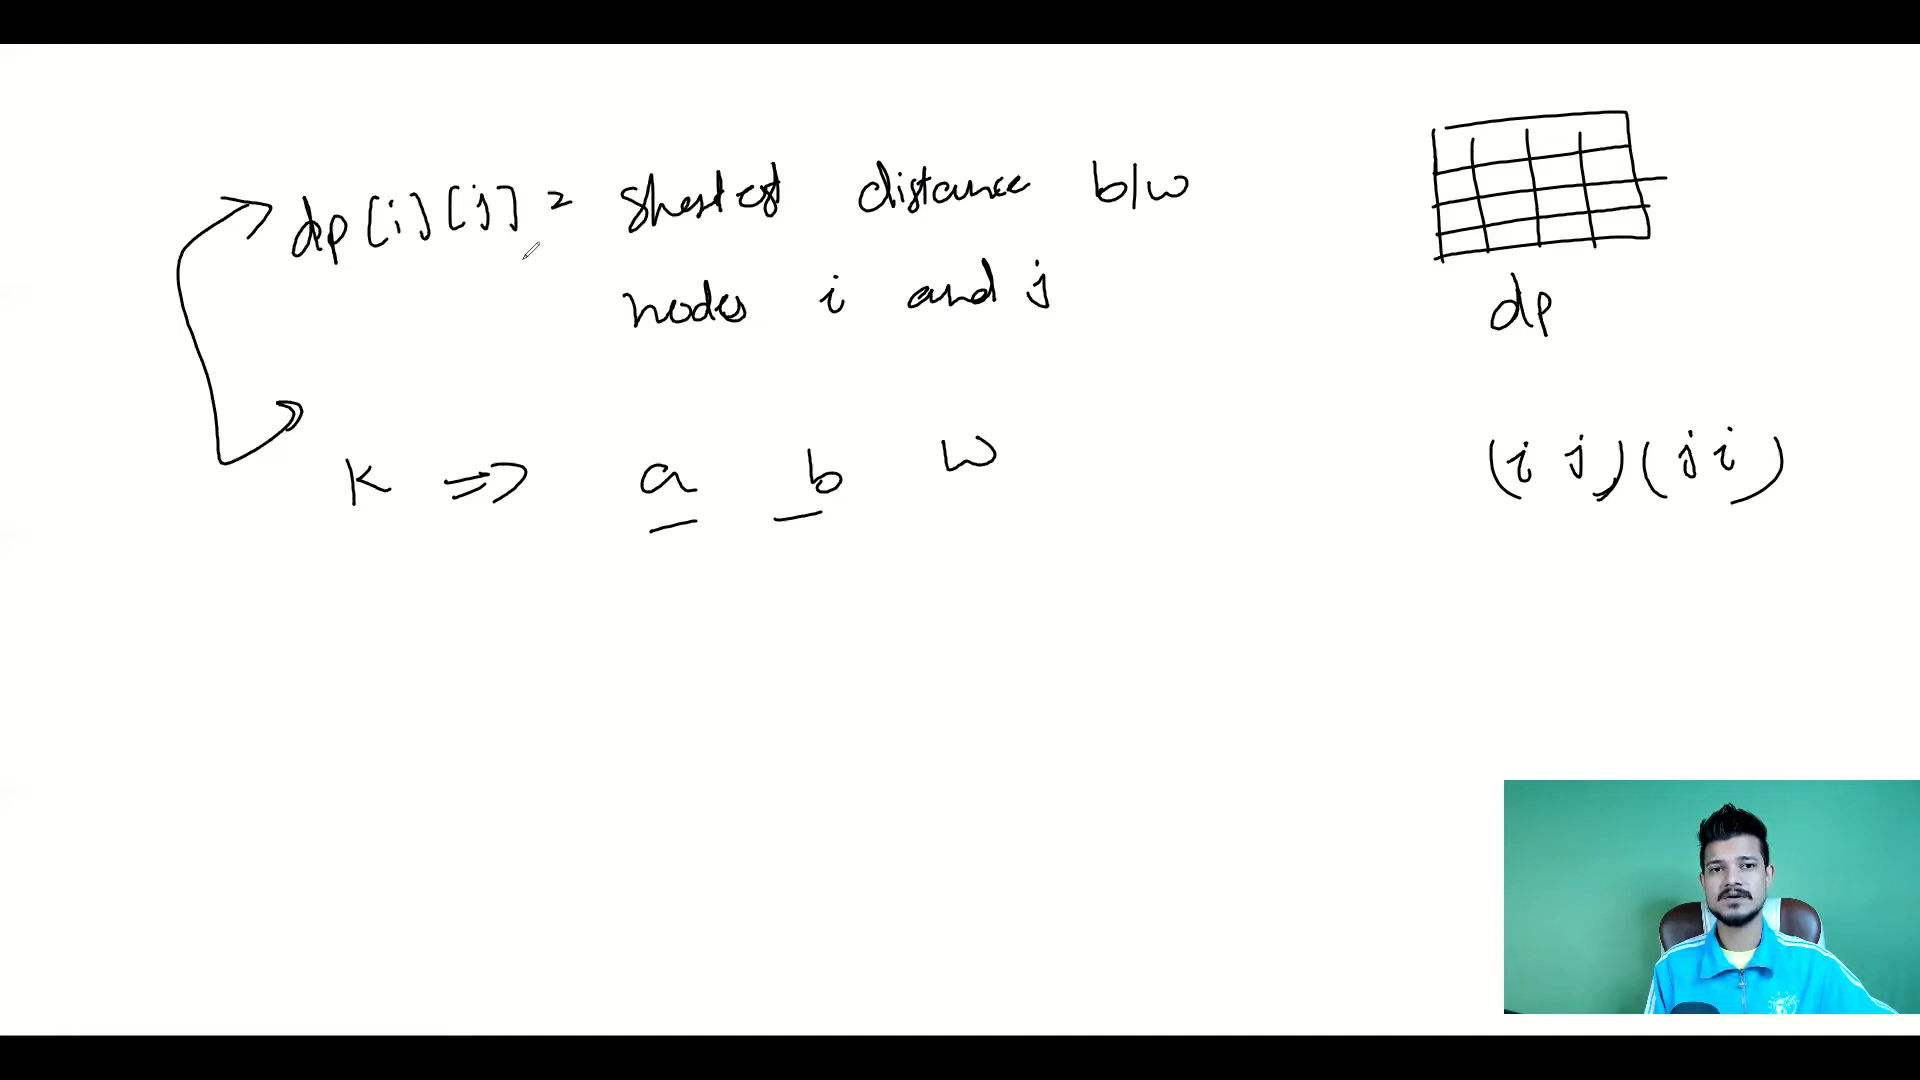 dp[i][j] = shortest distance b/w
nodes i and j
dp
K => a b w
(i j) (j i)